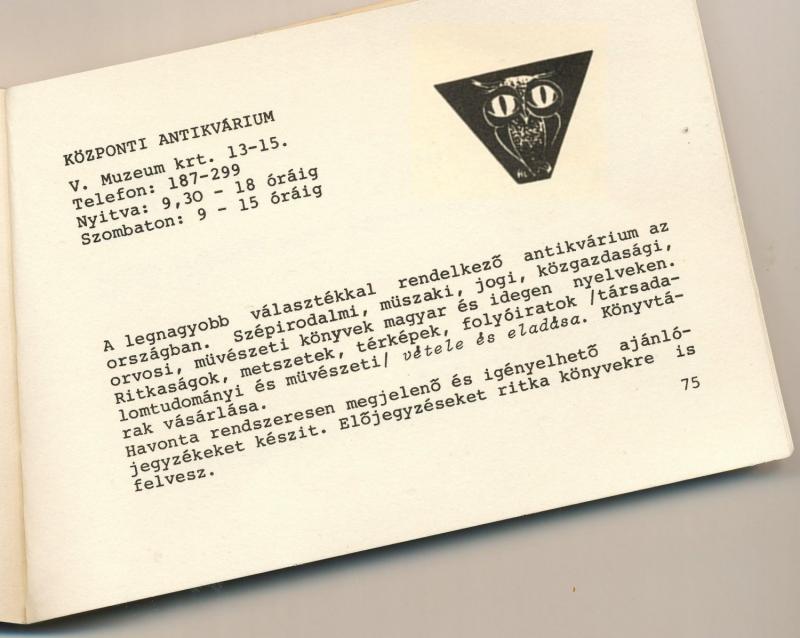 KÖZPONTI ANTIKVÁRIUM
V. Muzeum krt. 13-15.
Telefon: 187-299
Nyitva: 9,30 - 18 óráig
Szombaton: 9 - 15 óráig
A legnagyobb választékkal rendelkező antikvárium az
országban. Szépirodalmi, müszaki, jogi, közgazdasági,
orvosi, müvészeti könyvek magyar és idegen nyelveken.
Ritkaságok, metszetek, térképek, folyóiratok /társada-
lomtudományi és müvészeti/ vétele és eladása. Könyvtá-
rak vásárlása.
Havonta rendszeresen megjelenő és igényelhető ajánló-
jegyzékeket készit. Előjegyzéseket ritka könyvekre is
felvesz.
75